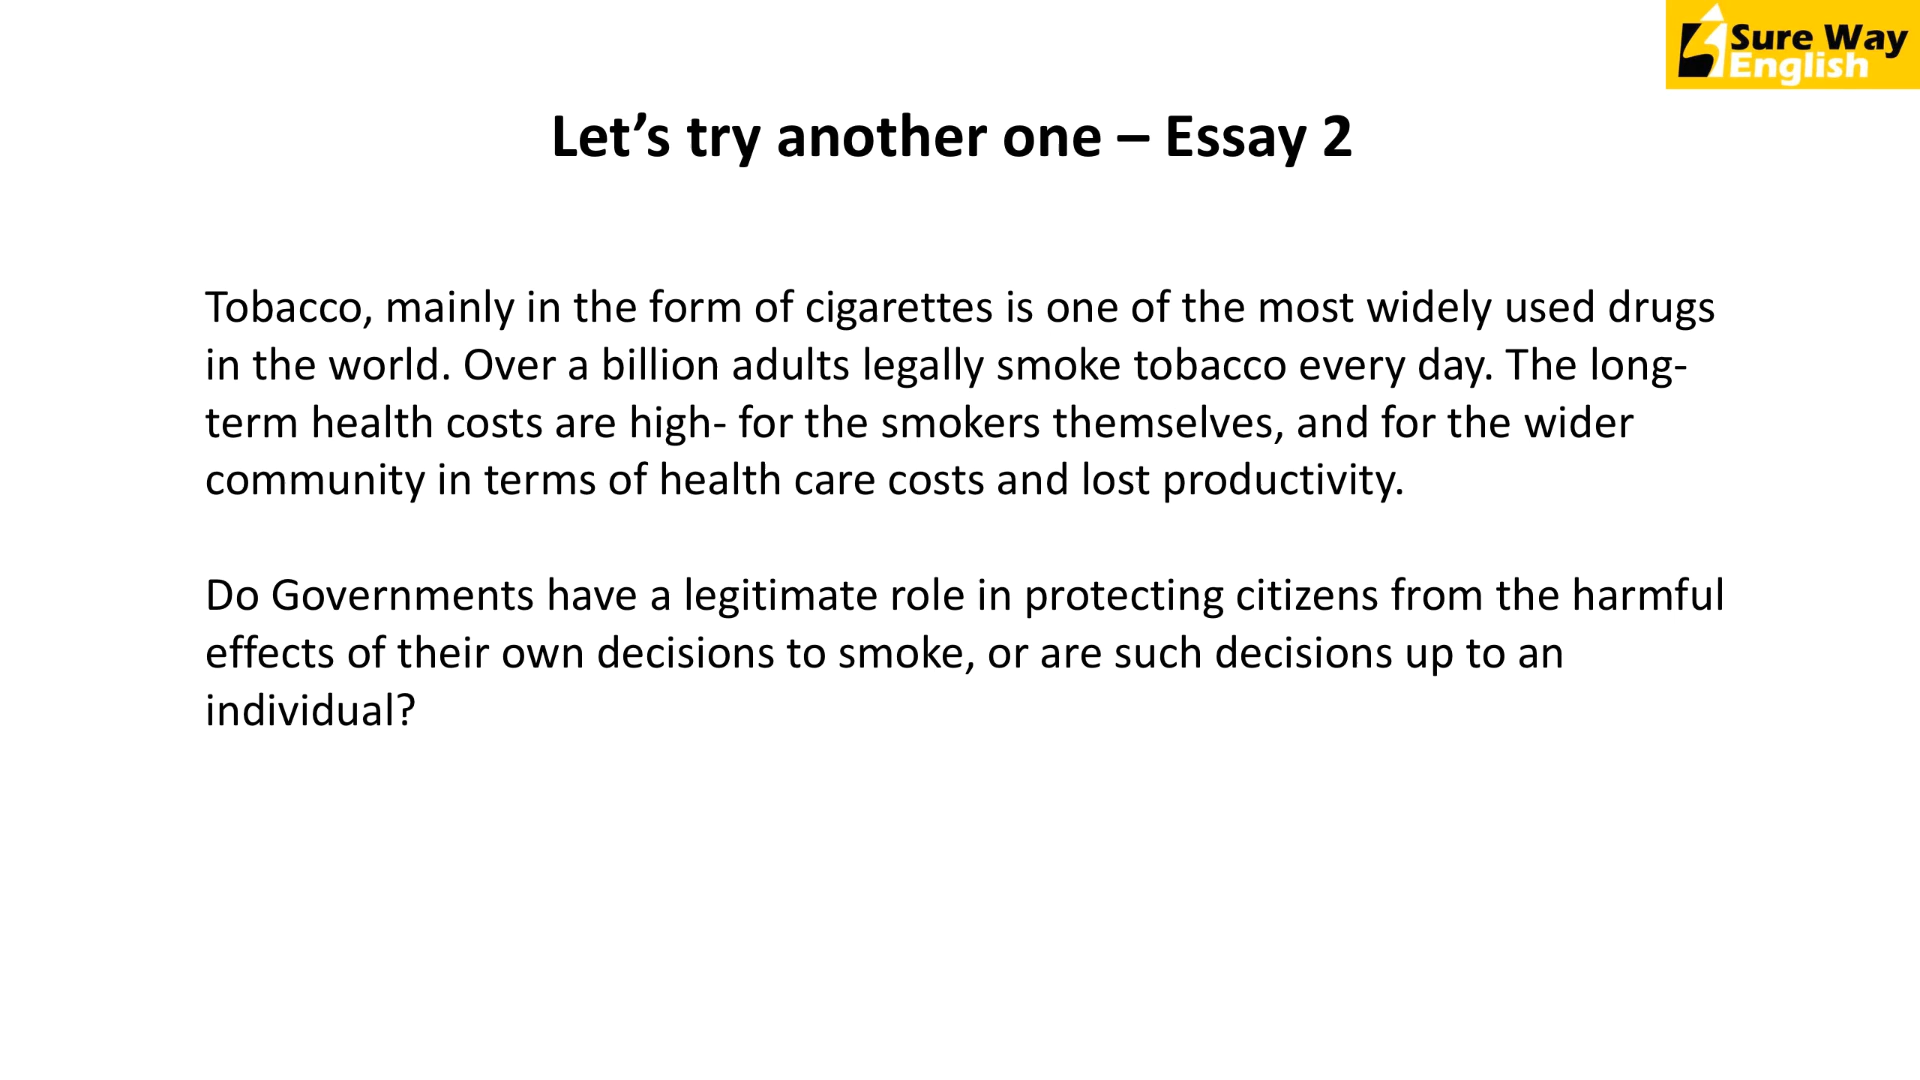 Sure Way
English
Let’s try another one – Essay 2
Tobacco, mainly in the form of cigarettes is one of the most widely used drugs
in the world. Over a billion adults legally smoke tobacco every day. The long-
term health costs are high- for the smokers themselves, and for the wider
community in terms of health care costs and lost productivity.
Do Governments have a legitimate role in protecting citizens from the harmful
effects of their own decisions to smoke, or are such decisions up to an
individual?